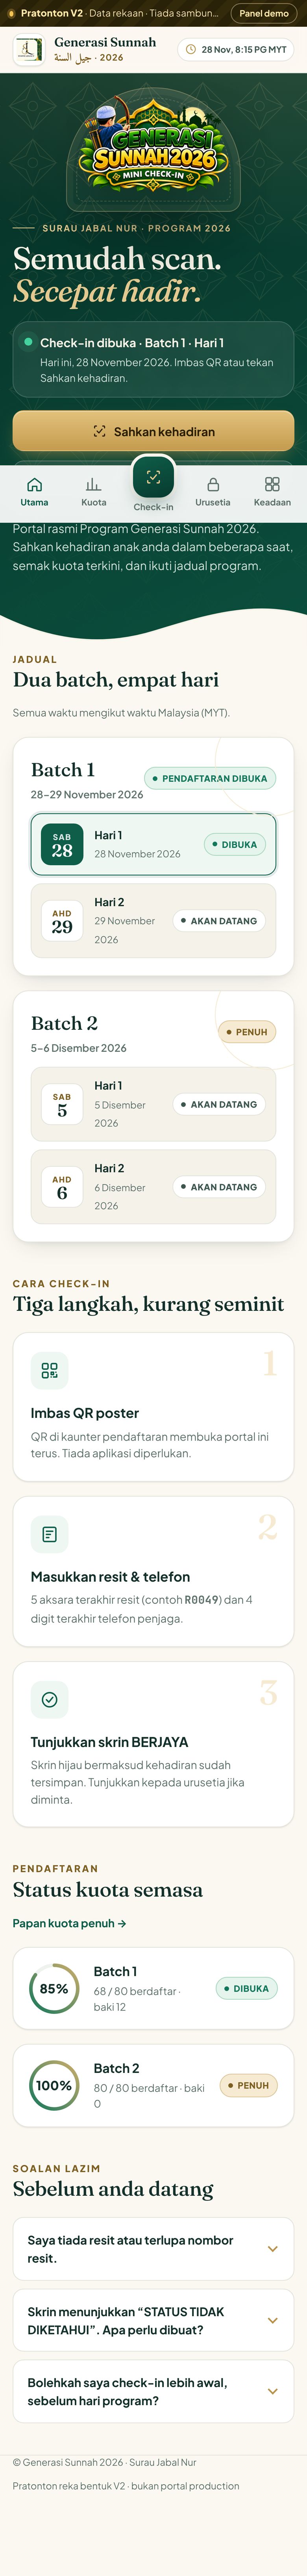 Pratonton V2 · Data rekaan · Tiada sambun...
Panel demo
Generasi Sunnah
جيل السنة · 2026
28 Nov, 8:15 PG MYT
GENERASI
SUNNAH 2026
MINI CHECK-IN
SURAU JABAL NUR · PROGRAM 2026
Semudah scan.
Secepat hadir.
Check-in dibuka · Batch 1 · Hari 1
Hari ini, 28 November 2026. Imbas QR atau tekan
Sahkan kehadiran.
Sahkan kehadiran
Utama
Kuota
Check-in
Urusetia
Keadaan
Portal rasmi Program Generasi Sunnah 2026.
Sahkan kehadiran anak anda dalam beberapa saat,
semak kuota terkini, dan ikuti jadual program.
JADUAL
Dua batch, empat hari
Semua waktu mengikut waktu Malaysia (MYT).
Batch 1
PENDAFTARAN DIBUKA
28–29 November 2026
SAB
28
Hari 1
28 November 2026
DIBUKA
AHD
29
Hari 2
29 November
2026
AKAN DATANG
Batch 2
PENUH
5–6 Disember 2026
SAB
5
Hari 1
5 Disember
2026
AKAN DATANG
AHD
6
Hari 2
6 Disember
2026
AKAN DATANG
CARA CHECK-IN
Tiga langkah, kurang seminit
1
Imbas QR poster
QR di kaunter pendaftaran membuka portal ini
terus. Tiada aplikasi diperlukan.
2
Masukkan resit & telefon
5 aksara terakhir resit (contoh R0049) dan 4
digit terakhir telefon penjaga.
3
Tunjukkan skrin BERJAYA
Skrin hijau bermaksud kehadiran sudah
tersimpan. Tunjukkan kepada urusetia jika
diminta.
PENDAFTARAN
Status kuota semasa
Papan kuota penuh →
85%
Batch 1
68 / 80 berdaftar ·
baki 12
DIBUKA
100%
Batch 2
80 / 80 berdaftar · baki
0
PENUH
SOALAN LAZIM
Sebelum anda datang
Saya tiada resit atau terlupa nombor
resit.
Skrin menunjukkan “STATUS TIDAK
DIKETAHUI”. Apa perlu dibuat?
Bolehkah saya check-in lebih awal,
sebelum hari program?
© Generasi Sunnah 2026 · Surau Jabal Nur
Pratonton reka bentuk V2 · bukan portal production